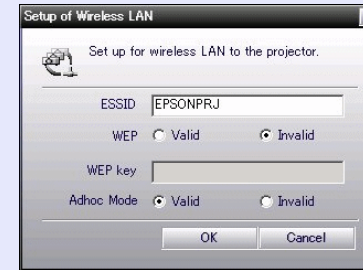 Setup of Wireless LAN
Set up for wireless LAN to the projector.
ESSID EPSONPRJ
WEP Valid Invalid
WEP key
Adhoc Mode Valid Invalid
OK Cancel